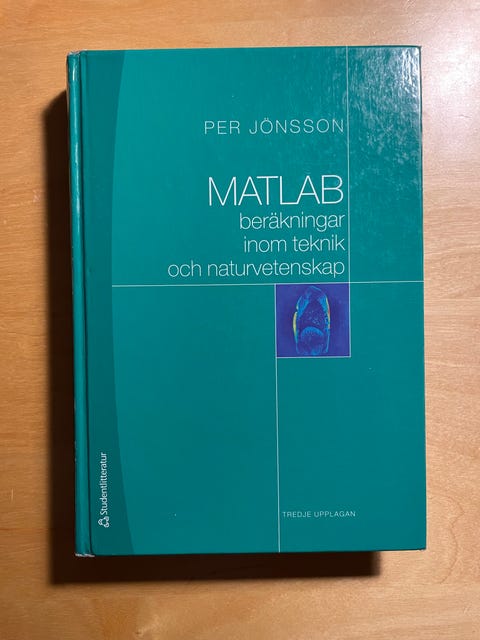 PER JÖNSSON
MATLAB
beräkningar
inom teknik
och naturvetenskap
TREDJE UPPLAGAN
Studentlitteratur